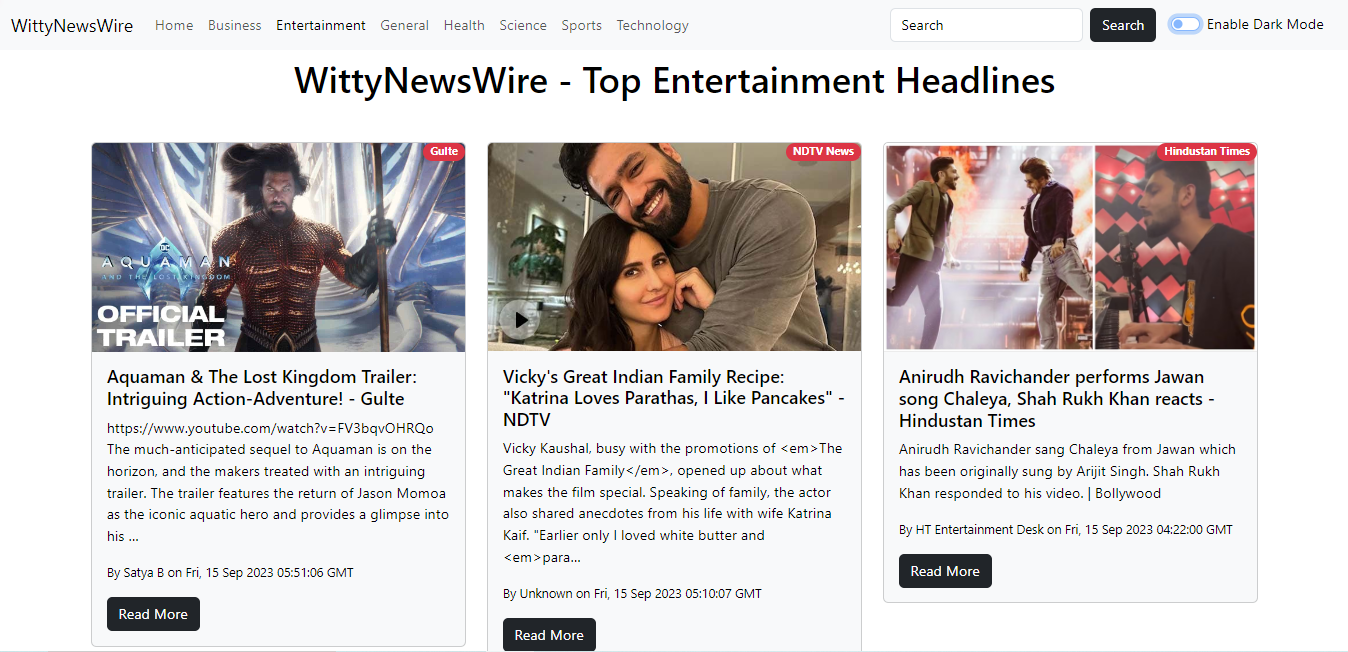 WittyNewsWire Home Business Entertainment General Health Science Sports Technology Search Search Enable Dark Mode
WittyNewsWire - Top Entertainment Headlines
Gulte
DC
AQUAMAN
AND THE LOST KINGDOM
OFFICIAL
TRAILER
Aquaman & The Lost Kingdom Trailer:
Intriguing Action-Adventure! - Gulte
https://www.youtube.com/watch?v=FV3bqvOHRQo
The much-anticipated sequel to Aquaman is on the
horizon, and the makers treated with an intriguing
trailer. The trailer features the return of Jason Momoa
as the iconic aquatic hero and provides a glimpse into
his ...
By Satya B on Fri, 15 Sep 2023 05:51:06 GMT
Read More
NDTV News
Vicky's Great Indian Family Recipe:
"Katrina Loves Parathas, I Like Pancakes" -
NDTV
Vicky Kaushal, busy with the promotions of <em>The
Great Indian Family</em>, opened up about what
makes the film special. Speaking of family, the actor
also shared anecdotes from his life with wife Katrina
Kaif. "Earlier only I loved white butter and
<em>para...
By Unknown on Fri, 15 Sep 2023 05:10:07 GMT
Read More
Hindustan Times
Anirudh Ravichander performs Jawan
song Chaleya, Shah Rukh Khan reacts -
Hindustan Times
Anirudh Ravichander sang Chaleya from Jawan which
has been originally sung by Arijit Singh. Shah Rukh
Khan responded to his video. | Bollywood
By HT Entertainment Desk on Fri, 15 Sep 2023 04:22:00 GMT
Read More